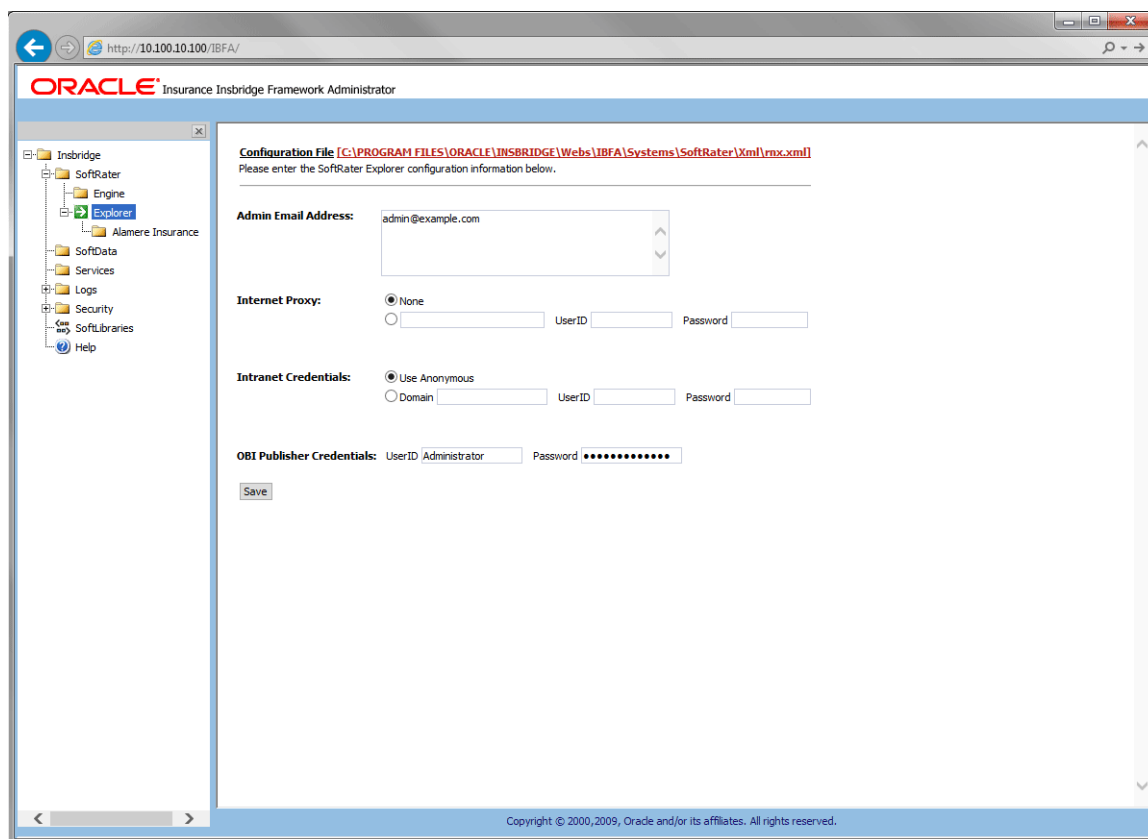 http://10.100.10.100/IBFA/
ORACLE® Insurance Insbridge Framework Administrator
Insbridge
SoftRater
Engine
Explorer
Alamere Insurance
SoftData
Services
Logs
Security
SoftLibraries
Help
Configuration File [C:\PROGRAM FILES\ORACLE\INSBRIDGE\Webs\IBFA\Systems\SoftRater\Xml\rnx.xml]
Please enter the SoftRater Explorer configuration information below.
Admin Email Address: admin@example.com
Internet Proxy: None
UserID Password
Intranet Credentials: Use Anonymous
Domain UserID Password
OBI Publisher Credentials: UserID Administrator Password •••••••••••••
Save
Copyright © 2000,2009, Oracle and/or its affiliates. All rights reserved.